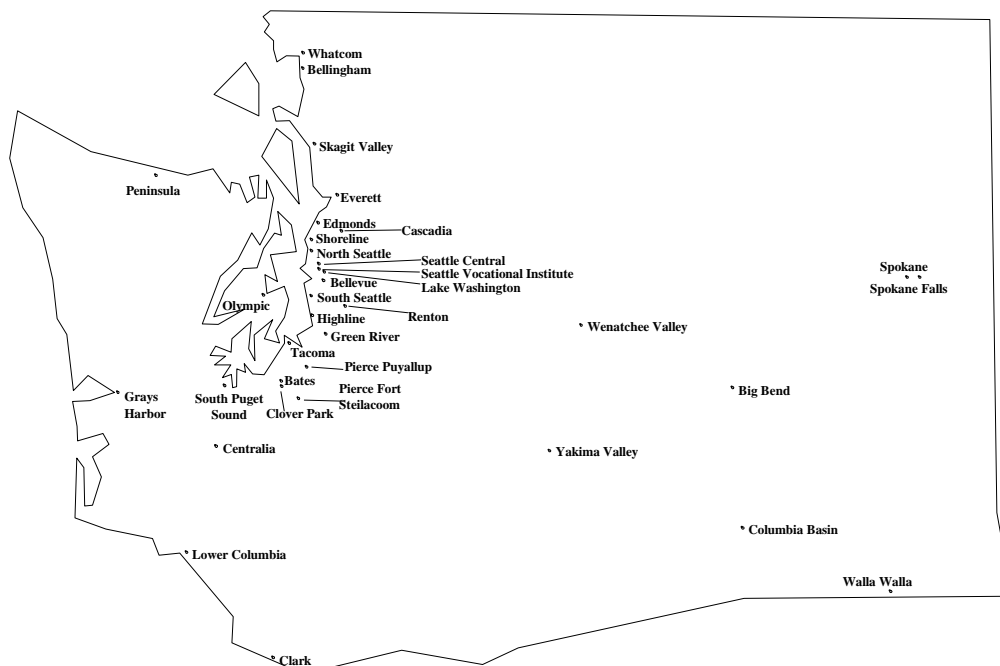 Whatcom
Bellingham
Skagit Valley
Peninsula
Everett
Edmonds
Cascadia
Shoreline
North Seattle
Seattle Central
Seattle Vocational Institute
Lake Washington
Bellevue
Spokane
Spokane Falls
Olympic
South Seattle
Renton
Highline
Green River
Wenatchee Valley
Tacoma
Pierce Puyallup
Bates
Pierce Fort
Steilacoom
Big Bend
Grays
Harbor
South Puget
Sound
Clover Park
Centralia
Yakima Valley
Columbia Basin
Lower Columbia
Walla Walla
Clark